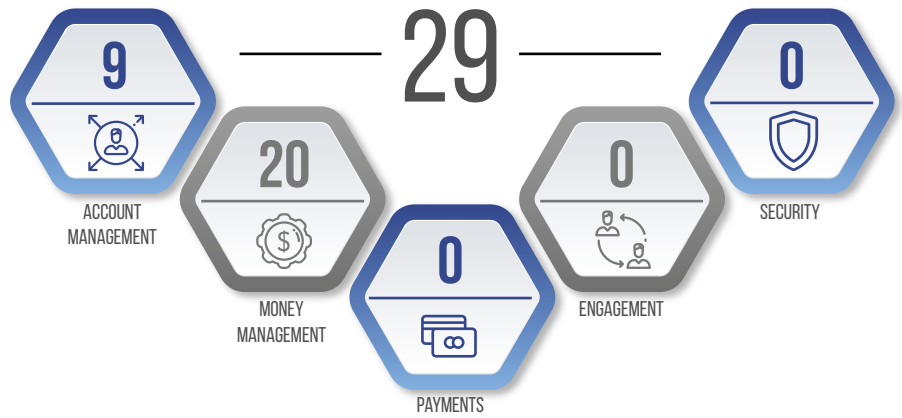 29
9
ACCOUNT
MANAGEMENT
20
$
MONEY
MANAGEMENT
0
PAYMENTS
0
ENGAGEMENT
0
SECURITY